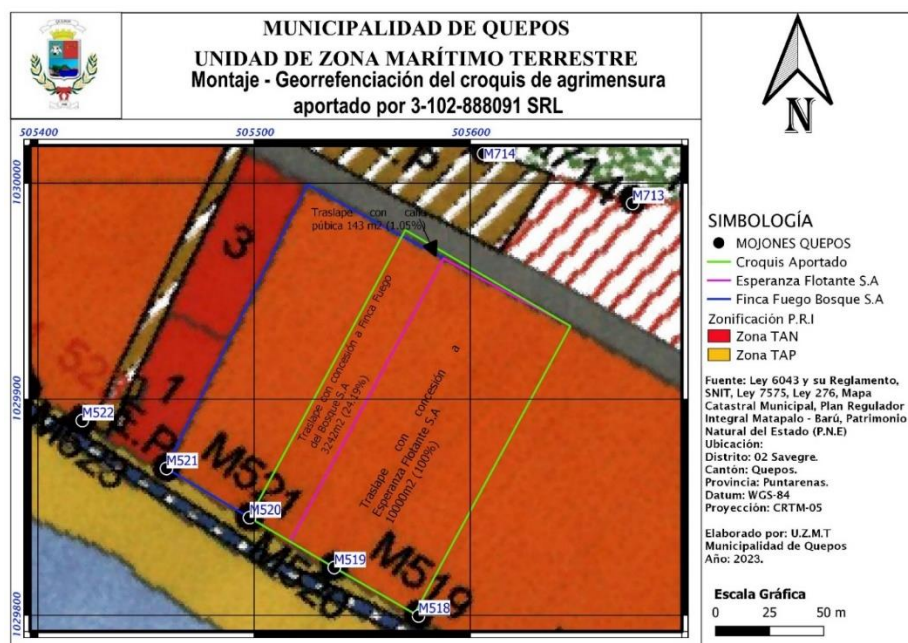 MUNICIPALIDAD DE QUEPOS
UNIDAD DE ZONA MARÍTIMO TERRESTRE
Montaje - Georrefenciación del croquis de agrimensura
aportado por 3-102-888091 SRL
N
505400
505500
505600
1030000
1029900
1029800
M714
M713
Traslape con calle
púbica 143 m2 (1.05%)
3
1
Traslape con concesión a Finca Fuego
del Bosque S.A
3242m2 (24.19%)
Traslape con concesión a
Esperanza Flotante S.A
10000m2 (100%)
M522
M521
M520
M519
M518
M521
M520
M519
SIMBOLOGÍA
MOJONES QUEPOS
Croquis Aportado
Esperanza Flotante S.A
Finca Fuego Bosque S.A
Zonificación P.R.I
Zona TAN
Zona TAP
Fuente: Ley 6043 y su Reglamento,
SNIT, Ley 7575, Ley 276, Mapa
Catastral Municipal, Plan Regulador
Integral Matapalo - Barú, Patrimonio
Natural del Estado (P.N.E)
Ubicación:
Distrito: 02 Savegre.
Cantón: Quepos.
Provincia: Puntarenas.
Datum: WGS-84
Proyección: CRTM-05
Elaborado por: U.Z.M.T
Municipalidad de Quepos
Año: 2023.
Escala Gráfica
0 25 50 m